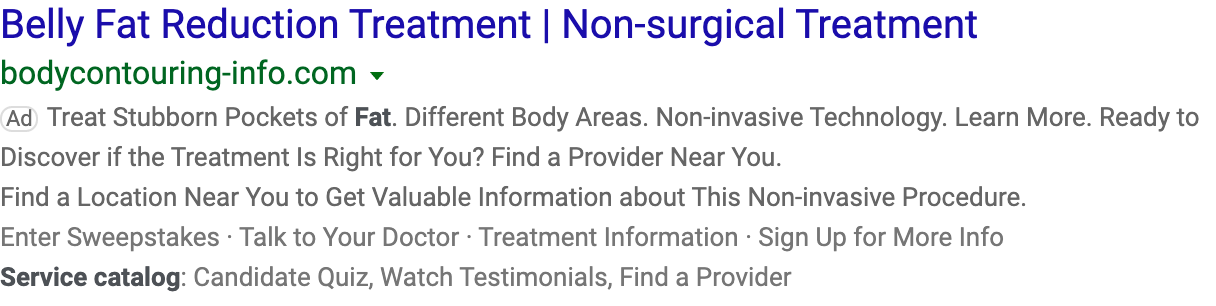 Belly Fat Reduction Treatment | Non-surgical Treatment
bodycontouring-info.com
Ad Treat Stubborn Pockets of Fat. Different Body Areas. Non-invasive Technology. Learn More. Ready to
Discover if the Treatment Is Right for You? Find a Provider Near You.
Find a Location Near You to Get Valuable Information about This Non-invasive Procedure.
Enter Sweepstakes · Talk to Your Doctor · Treatment Information · Sign Up for More Info
Service catalog: Candidate Quiz, Watch Testimonials, Find a Provider